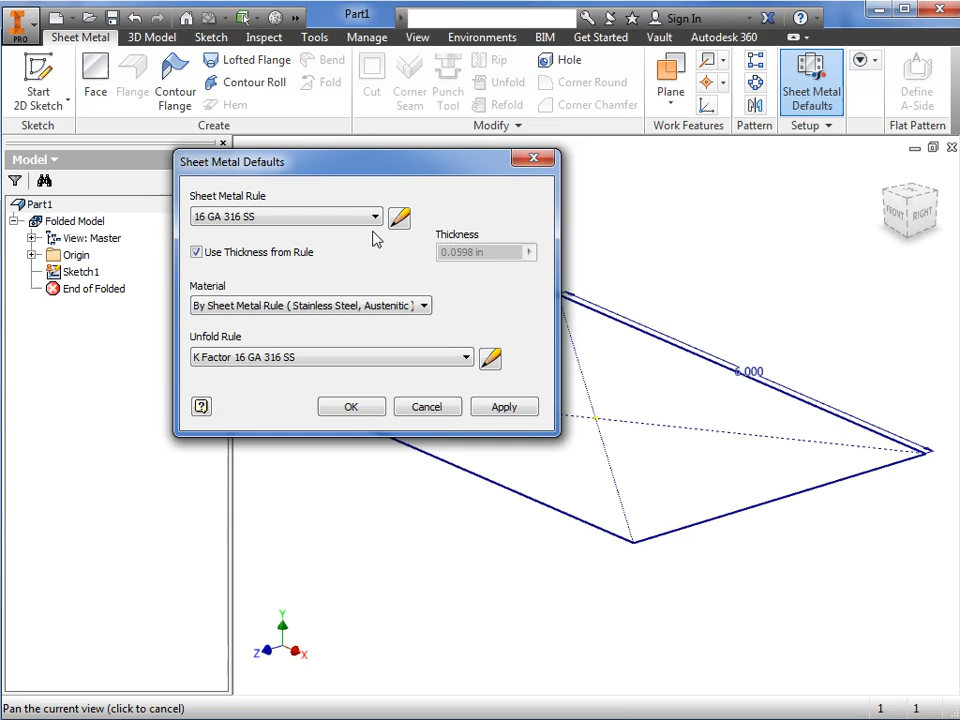 Part1
Sign In
PRO
Sheet Metal
3D Model
Sketch
Inspect
Tools
Manage
View
Environments
BIM
Get Started
Vault
Autodesk 360
Start
2D Sketch
Face
Flange
Contour
Flange
Lofted Flange
Contour Roll
Hem
Bend
Fold
Cut
Corner
Seam
Punch
Tool
Rip
Unfold
Refold
Hole
Corner Round
Corner Chamfer
Plane
Sheet Metal
Defaults
Define
A-Side
Sketch
Create
Modify
Work Features
Pattern
Setup
Flat Pattern
Model
Part1
Folded Model
View: Master
Origin
Sketch1
End of Folded
Sheet Metal Defaults
Sheet Metal Rule
16 GA 316 SS
Use Thickness from Rule
Thickness
0.0598 in
Material
By Sheet Metal Rule ( Stainless Steel, Austenitic )
Unfold Rule
K Factor 16 GA 316 SS
OK
Cancel
Apply
6.000
FRONT
RIGHT
Y
Z
X
Pan the current view (click to cancel)
1
1